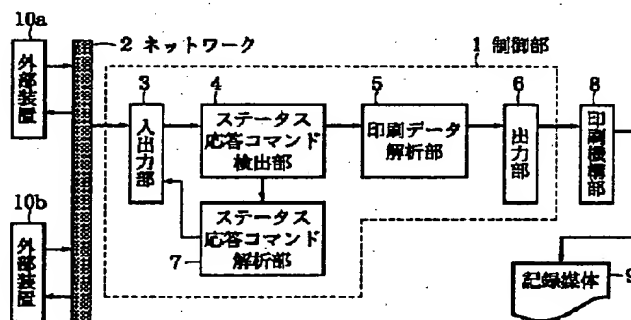 10a
外部装置
2 ネットワーク
1 制御部
3
入出力部
4
ステータス
応答コマンド
検出部
5
印刷データ
解析部
6
出力部
8
印刷機構部
10b
外部装置
7
ステータス
応答コマンド
解析部
記録媒体
9